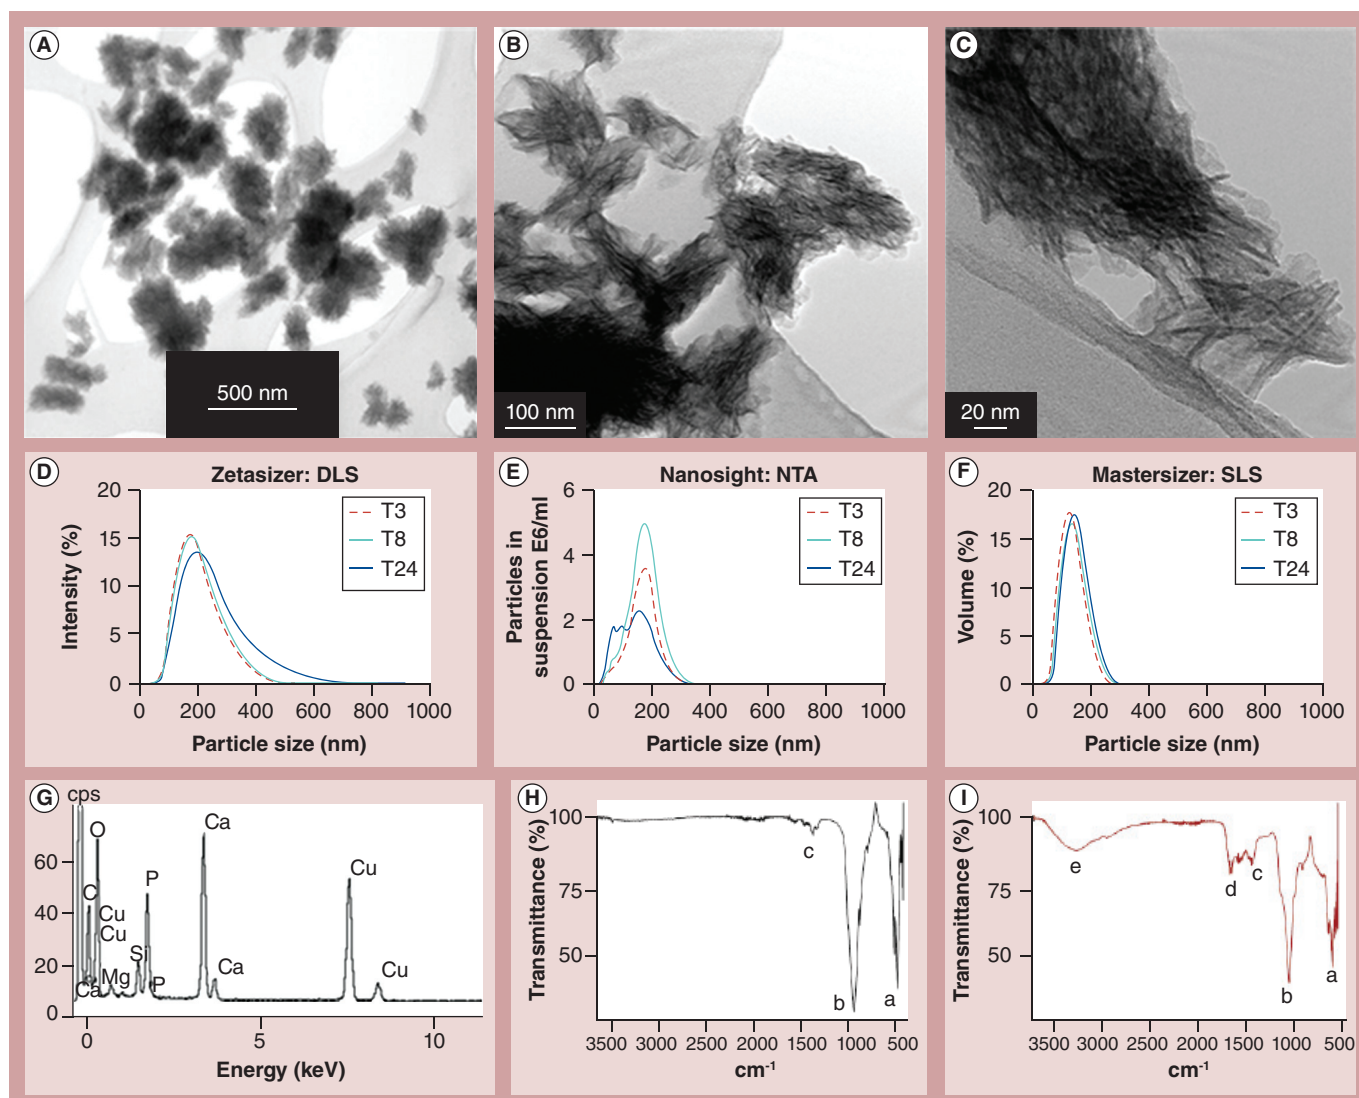 A
B
C
500 nm
100 nm
20 nm
D
Zetasizer: DLS
Intensity (%)
20
15
10
5
0
T3
T8
T24
0 200 400 600 800 1000
Particle size (nm)
E
Nanosight: NTA
Particles in
suspension E6/ml
6
4
2
0
T3
T8
T24
0 200 400 600 800 1000
Particle size (nm)
F
Mastersizer: SLS
Volume (%)
20
15
10
5
0
T3
T8
T24
0 200 400 600 800 1000
Particle size (nm)
G
cps
60
40
20
0
O
C
Cu
Cu
Ca
Mg
Si
P
P
Ca
Ca
Cu
Cu
0 5 10
Energy (keV)
H
Transmittance (%)
100
75
50
c
b
a
3500 3000 2500 2000 1500 1000 500
cm-1
I
Transmittance (%)
100
75
50
e
d
c
b
a
3500 3000 2500 2000 1500 1000 500
cm-1